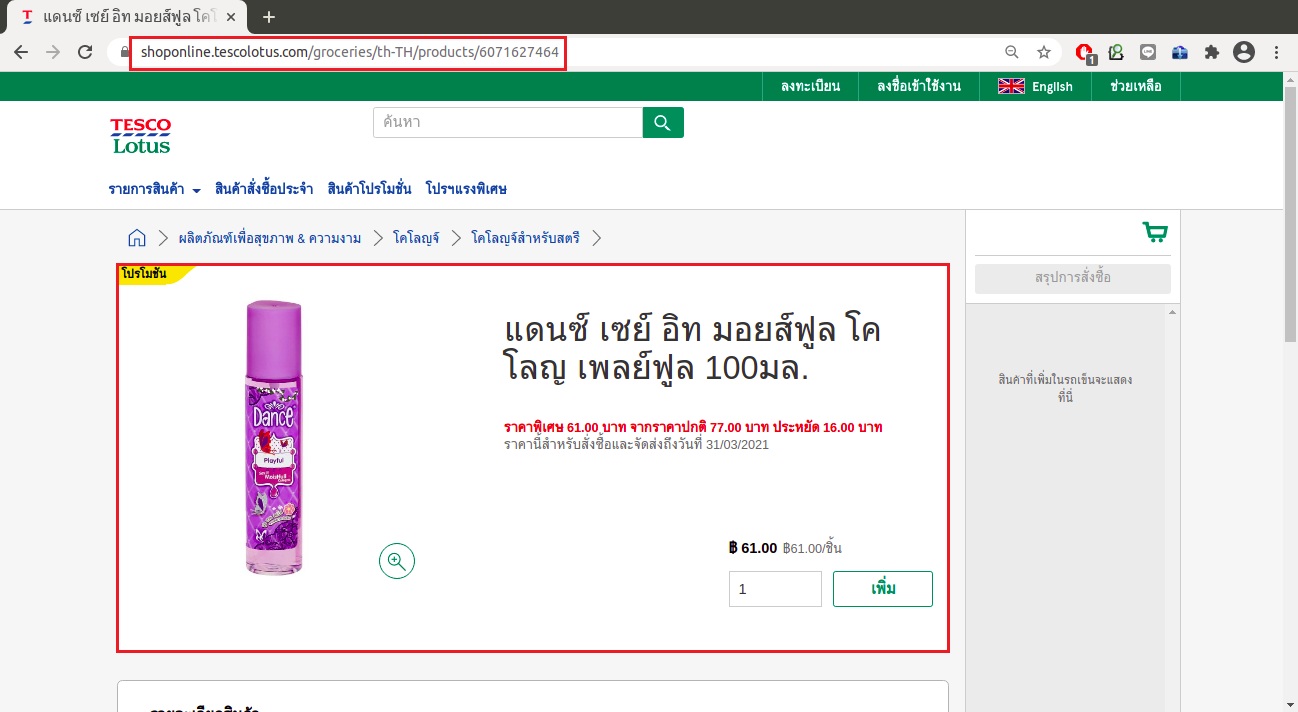 แดนซ์ เซย์ อิท มอยส์ฟูล โคโ
shoponline.tescolotus.com/groceries/th-TH/products/6071627464
1
ลงทะเบียน
ลงชื่อเข้าใช้งาน
English
ช่วยเหลือ
TESCO
Lotus
ค้นหา
รายการสินค้า
สินค้าสั่งซื้อประจำ
สินค้าโปรโมชั่น
โปรฯแรงพิเศษ
ผลิตภัณฑ์เพื่อสุขภาพ & ความงาม
โคโลญจ์
โคโลญจ์สำหรับสตรี
สรุปการสั่งซื้อ
โปรโมชัน
Dance
Playful
แดนซ์ เซย์ อิท มอยส์ฟูล โค
โลญ เพลย์ฟูล 100มล.
ราคาพิเศษ 61.00 บาท จากราคาปกติ 77.00 บาท ประหยัด 16.00 บาท
ราคานี้สำหรับสั่งซื้อและจัดส่งถึงวันที่ 31/03/2021
สินค้าที่เพิ่มในรถเข็นจะแสดง
ที่นี่
฿ 61.00 ฿61.00/ชิ้น
1
เพิ่ม